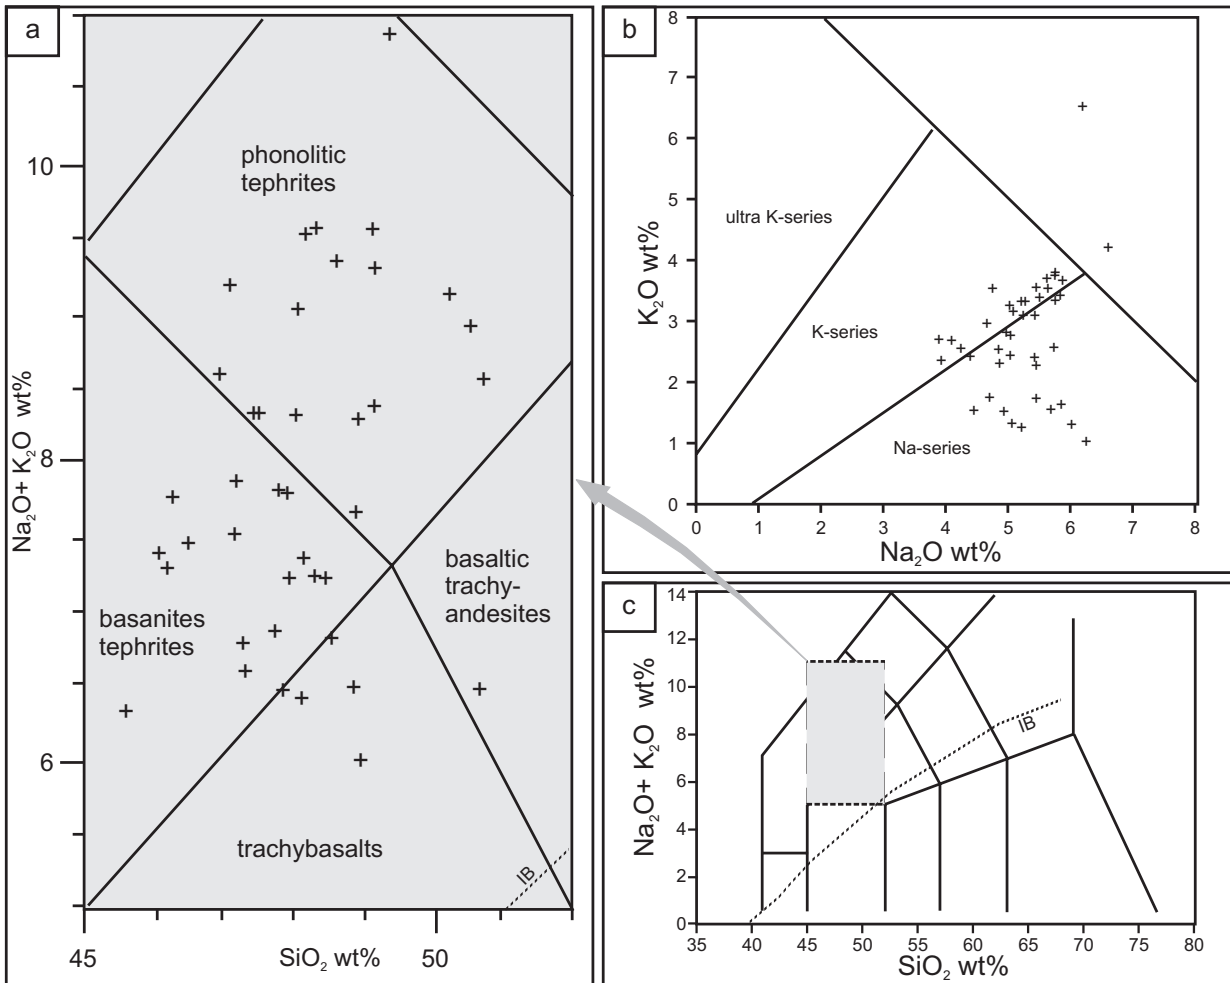 a
10
8
6
45
50
Na₂O+ K₂O wt%
SiO₂ wt%
phonolitic
tephrites
basaltic
trachy-
andesites
basanites
tephrites
trachybasalts
IB
b
8
7
6
5
4
3
2
1
0
0 1 2 3 4 5 6 7 8
K₂O wt%
Na₂O wt%
ultra K-series
K-series
Na-series
c
14
12
10
8
6
4
2
0
35 40 45 50 55 60 65 70 75 80
Na₂O+ K₂O wt%
SiO₂ wt%
IB